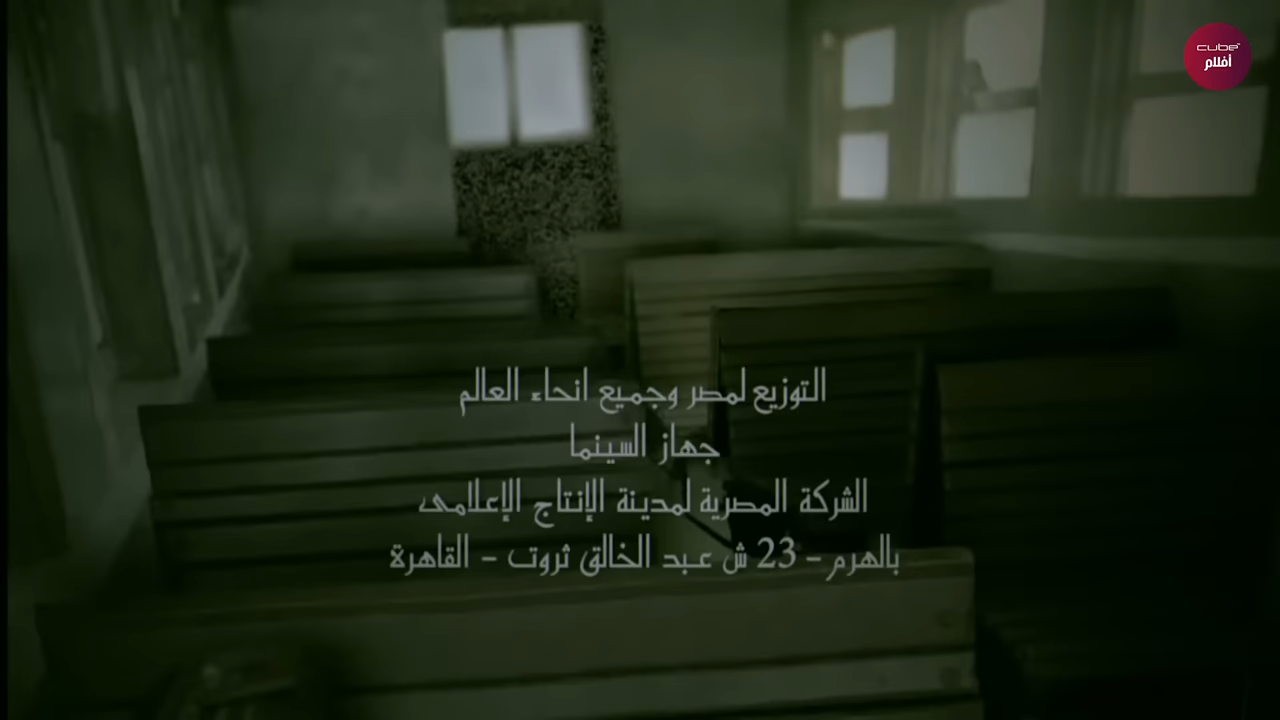 cube
أفلام
التوزيع لمصر وجميع انحاء العالم
جهاز السينما
الشركة المصرية لمدينة الإنتاج الإعلامى
بالهرم - 23 ش عبد الخالق ثروت - القاهرة